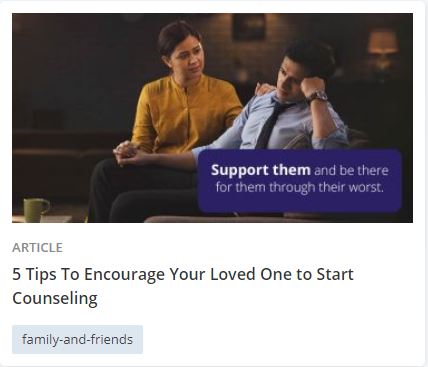 Support them and be there
for them through their worst.
ARTICLE
5 Tips To Encourage Your Loved One to Start
Counseling
family-and-friends